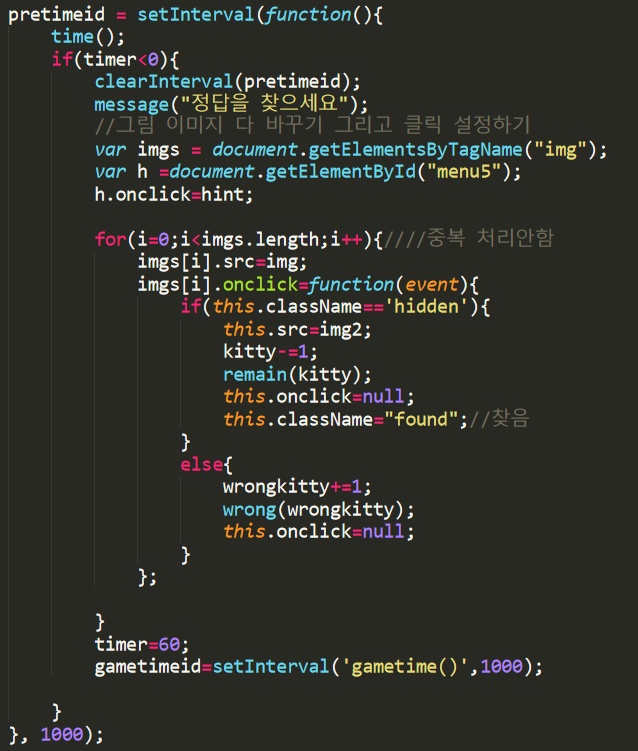 pretimeid = setInterval(function(){
    time();
    if(timer<0){
        clearInterval(pretimeid);
        message("정답을 찾으세요");
        //그림 이미지 다 바꾸기 그리고 클릭 설정하기
        var imgs = document.getElementsByTagName("img");
        var h =document.getElementById("menu5");
        h.onclick=hint;

        for(i=0;i<imgs.length;i++){////중복 처리안함
            imgs[i].src=img;
            imgs[i].onclick=function(event){
                if(this.className=='hidden'){
                    this.src=img2;
                    kitty-=1;
                    remain(kitty);
                    this.onclick=null;
                    this.className="found";//찾음
                }
                else{
                    wrongkitty+=1;
                    wrong(wrongkitty);
                    this.onclick=null;
                }
            };

        }
        timer=60;
        gametimeid=setInterval('gametime()',1000);

    }
}, 1000);